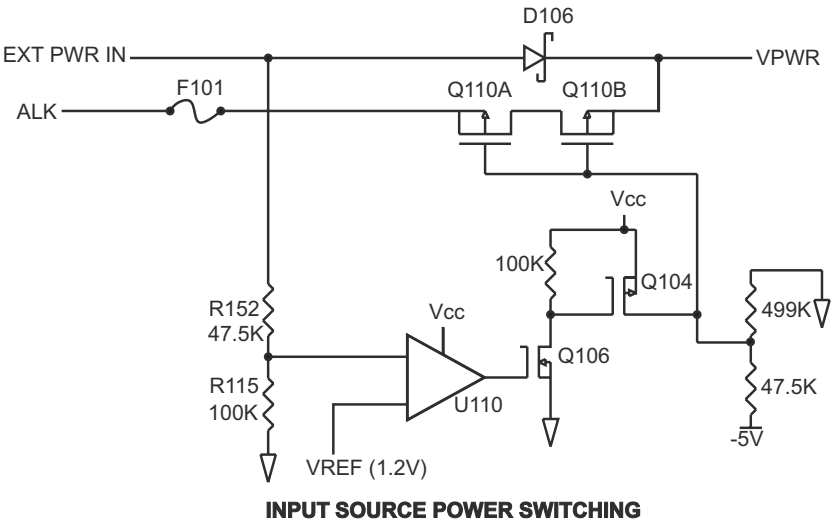 D106
EXT PWR IN
VPWR
F101
Q110A
Q110B
ALK
Vcc
100K
Q104
R152
47.5K
Vcc
499K
Q106
R115
100K
U110
47.5K
-5V
VREF (1.2V)
INPUT SOURCE POWER SWITCHING